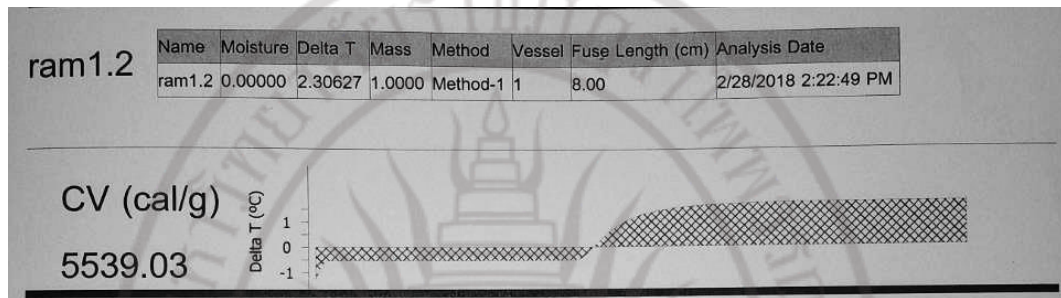 ram1.2
Name Moisture Delta T Mass Method Vessel Fuse Length (cm) Analysis Date
ram1.2 0.00000 2.30627 1.0000 Method-1 1 8.00 2/28/2018 2:22:49 PM
CV (cal/g)
5539.03
Delta T (ºC)
1
0
-1